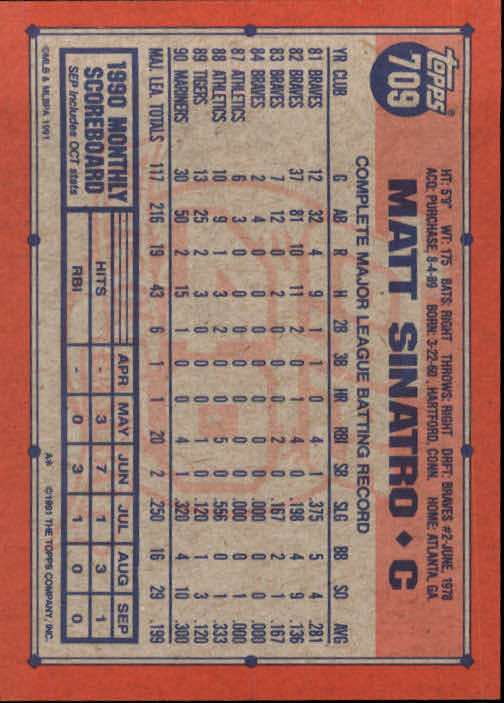 topps®
709
HT: 5'9" WT: 175 BATS: RIGHT THROWS: RIGHT DRFT: BRAVES #2-JUNE, 1978
ACQ: PURCHASE 8-4-89 BORN: 3-22-60, HARTFORD, CONN. HOME: ATLANTA, GA.
MATT SINATRO ♦ C
COMPLETE MAJOR LEAGUE BATTING RECORD
YR CLUB G AB R H 2B 3B HR RBI SB SLG BB SO AVG
81 BRAVES 12 32 4 9 1 1 0 4 1 .375 5 4 .281
82 BRAVES 37 81 10 11 2 0 1 4 0 .198 4 9 .136
83 BRAVES 7 12 0 2 0 0 0 2 0 .167 2 1 .167
84 BRAVES 2 4 0 0 0 0 0 0 0 .000 0 0 .000
87 ATHLETICS 6 3 0 0 0 0 0 0 0 .000 0 1 .000
88 ATHLETICS 10 9 1 3 2 0 0 5 0 .556 0 1 .333
89 TIGERS 13 25 2 3 0 0 0 1 0 .120 1 3 .120
90 MARINERS 30 50 2 15 1 0 0 4 1 .320 4 10 .300
MAJ. LEA. TOTALS 117 216 19 43 6 1 1 20 2 .250 16 29 .199
1990 MONTHLY
SCOREBOARD
SEP Includes OCT stats
APR MAY JUN JUL AUG SEP
HITS - 3 7 1 3 1
RBI - 0 3 1 0 0
©MLB & MLBPA 1991
A* ©1991 THE TOPPS COMPANY, INC.